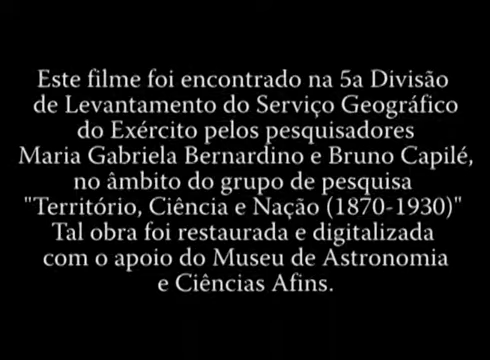 Este filme foi encontrado na 5a Divisão
de Levantamento do Serviço Geográfico
do Exército pelos pesquisadores
Maria Gabriela Bernardino e Bruno Capilé,
no âmbito do grupo de pesquisa
"Território, Ciência e Nação (1870-1930)"
Tal obra foi restaurada e digitalizada
com o apoio do Museu de Astronomia
e Ciências Afins.